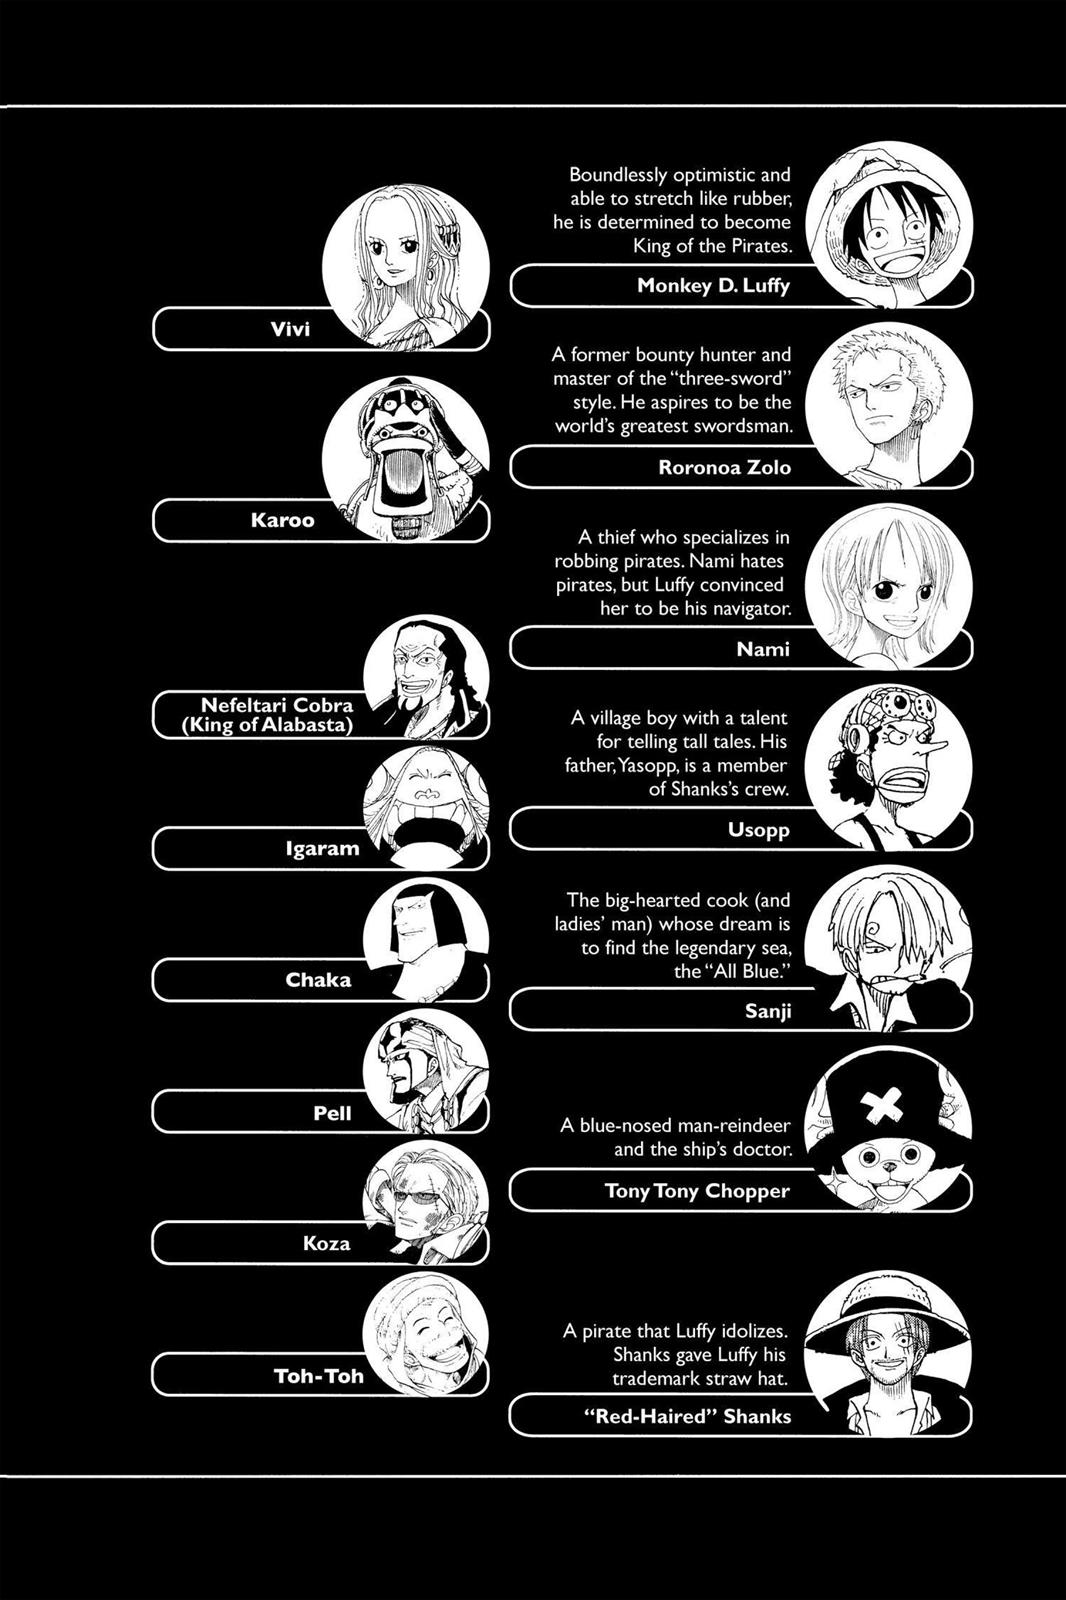 Boundlessly optimistic and
able to stretch like rubber,
he is determined to become
King of the Pirates.
Monkey D. Luffy
A former bounty hunter and
master of the “three-sword”
style. He aspires to be the
world’s greatest swordsman.
Roronoa Zolo
A thief who specializes in
robbing pirates. Nami hates
pirates, but Luffy convinced
her to be his navigator.
Nami
A village boy with a talent
for telling tall tales. His
father, Yasopp, is a member
of Shanks’s crew.
Usopp
The big-hearted cook (and
ladies’ man) whose dream is
to find the legendary sea,
the “All Blue.”
Sanji
A blue-nosed man-reindeer
and the ship’s doctor.
Tony Tony Chopper
A pirate that Luffy idolizes.
Shanks gave Luffy his
trademark straw hat.
“Red-Haired” Shanks
Vivi
Karoo
Nefeltari Cobra
(King of Alabasta)
Igaram
Chaka
Pell
Koza
Toh-Toh